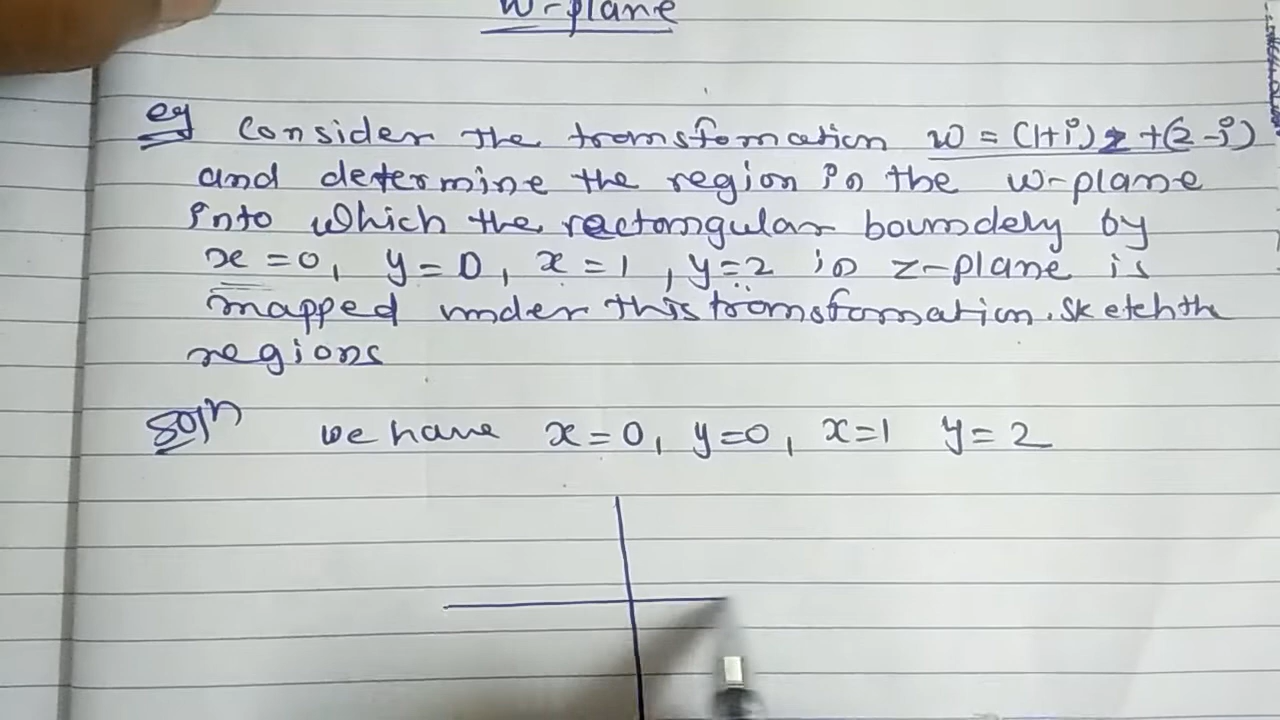 w-plane
eg Consider the transformation w = (1+i) z + (2-i)
and determine the region in the w-plane
into which the rectangular boundely by
x = 0, y = 0, x = 1, y = 2 in z-plane is
mapped under this transformation. Sketch the
regions
Soln we have x = 0, y = 0, x = 1 y = 2